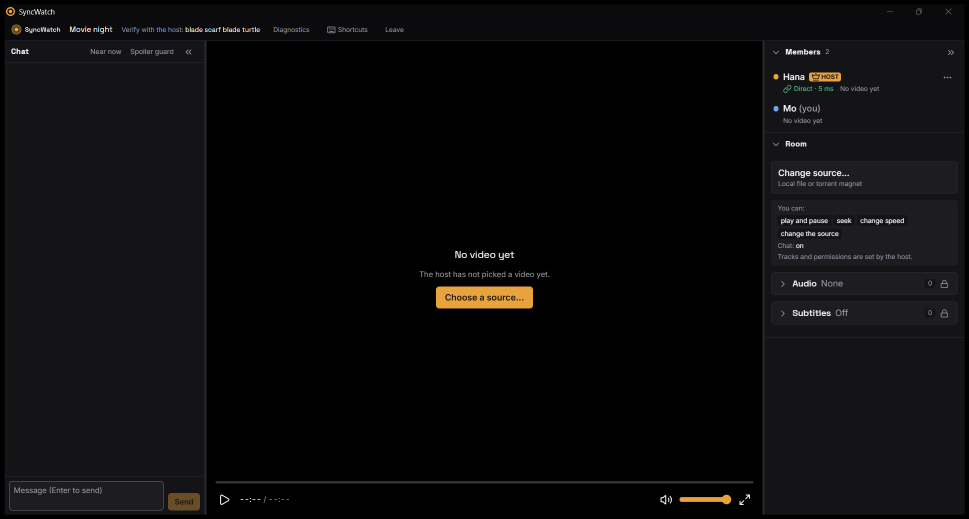 SyncWatch
SyncWatch Movie night Verify with the host: blade scarf blade turtle Diagnostics Shortcuts Leave
Chat Near now Spoiler guard
Message (Enter to send)
Send
No video yet
The host has not picked a video yet.
Choose a source...
--:-- / --:--
Members 2
Hana HOST
Direct · 5 ms No video yet
Mo (you)
No video yet
Room
Change source...
Local file or torrent magnet
You can:
play and pause seek change speed
change the source
Chat: on
Tracks and permissions are set by the host.
Audio None 0
Subtitles Off 0